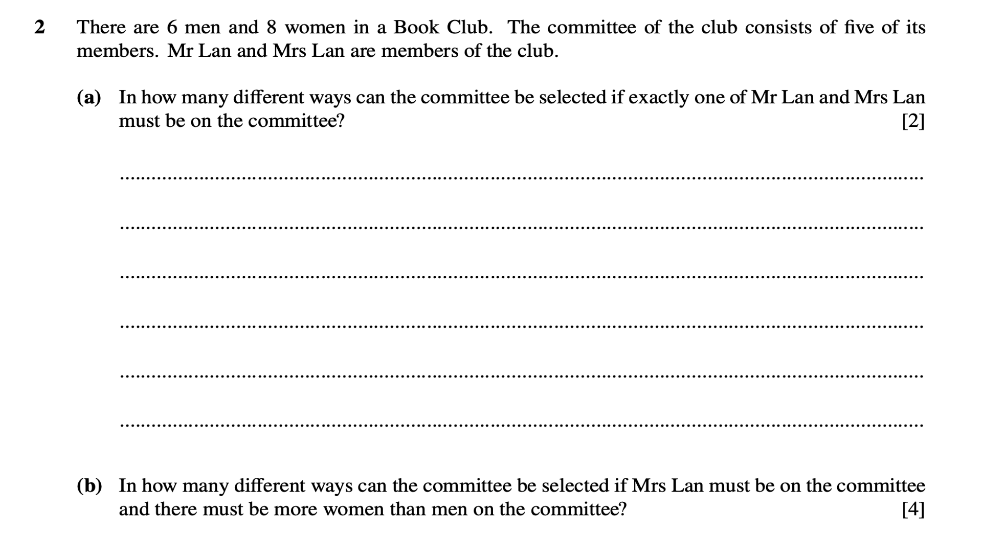 2 There are 6 men and 8 women in a Book Club. The committee of the club consists of five of its
members. Mr Lan and Mrs Lan are members of the club.
(a) In how many different ways can the committee be selected if exactly one of Mr Lan and Mrs Lan
must be on the committee? [2]
(b) In how many different ways can the committee be selected if Mrs Lan must be on the committee
and there must be more women than men on the committee? [4]